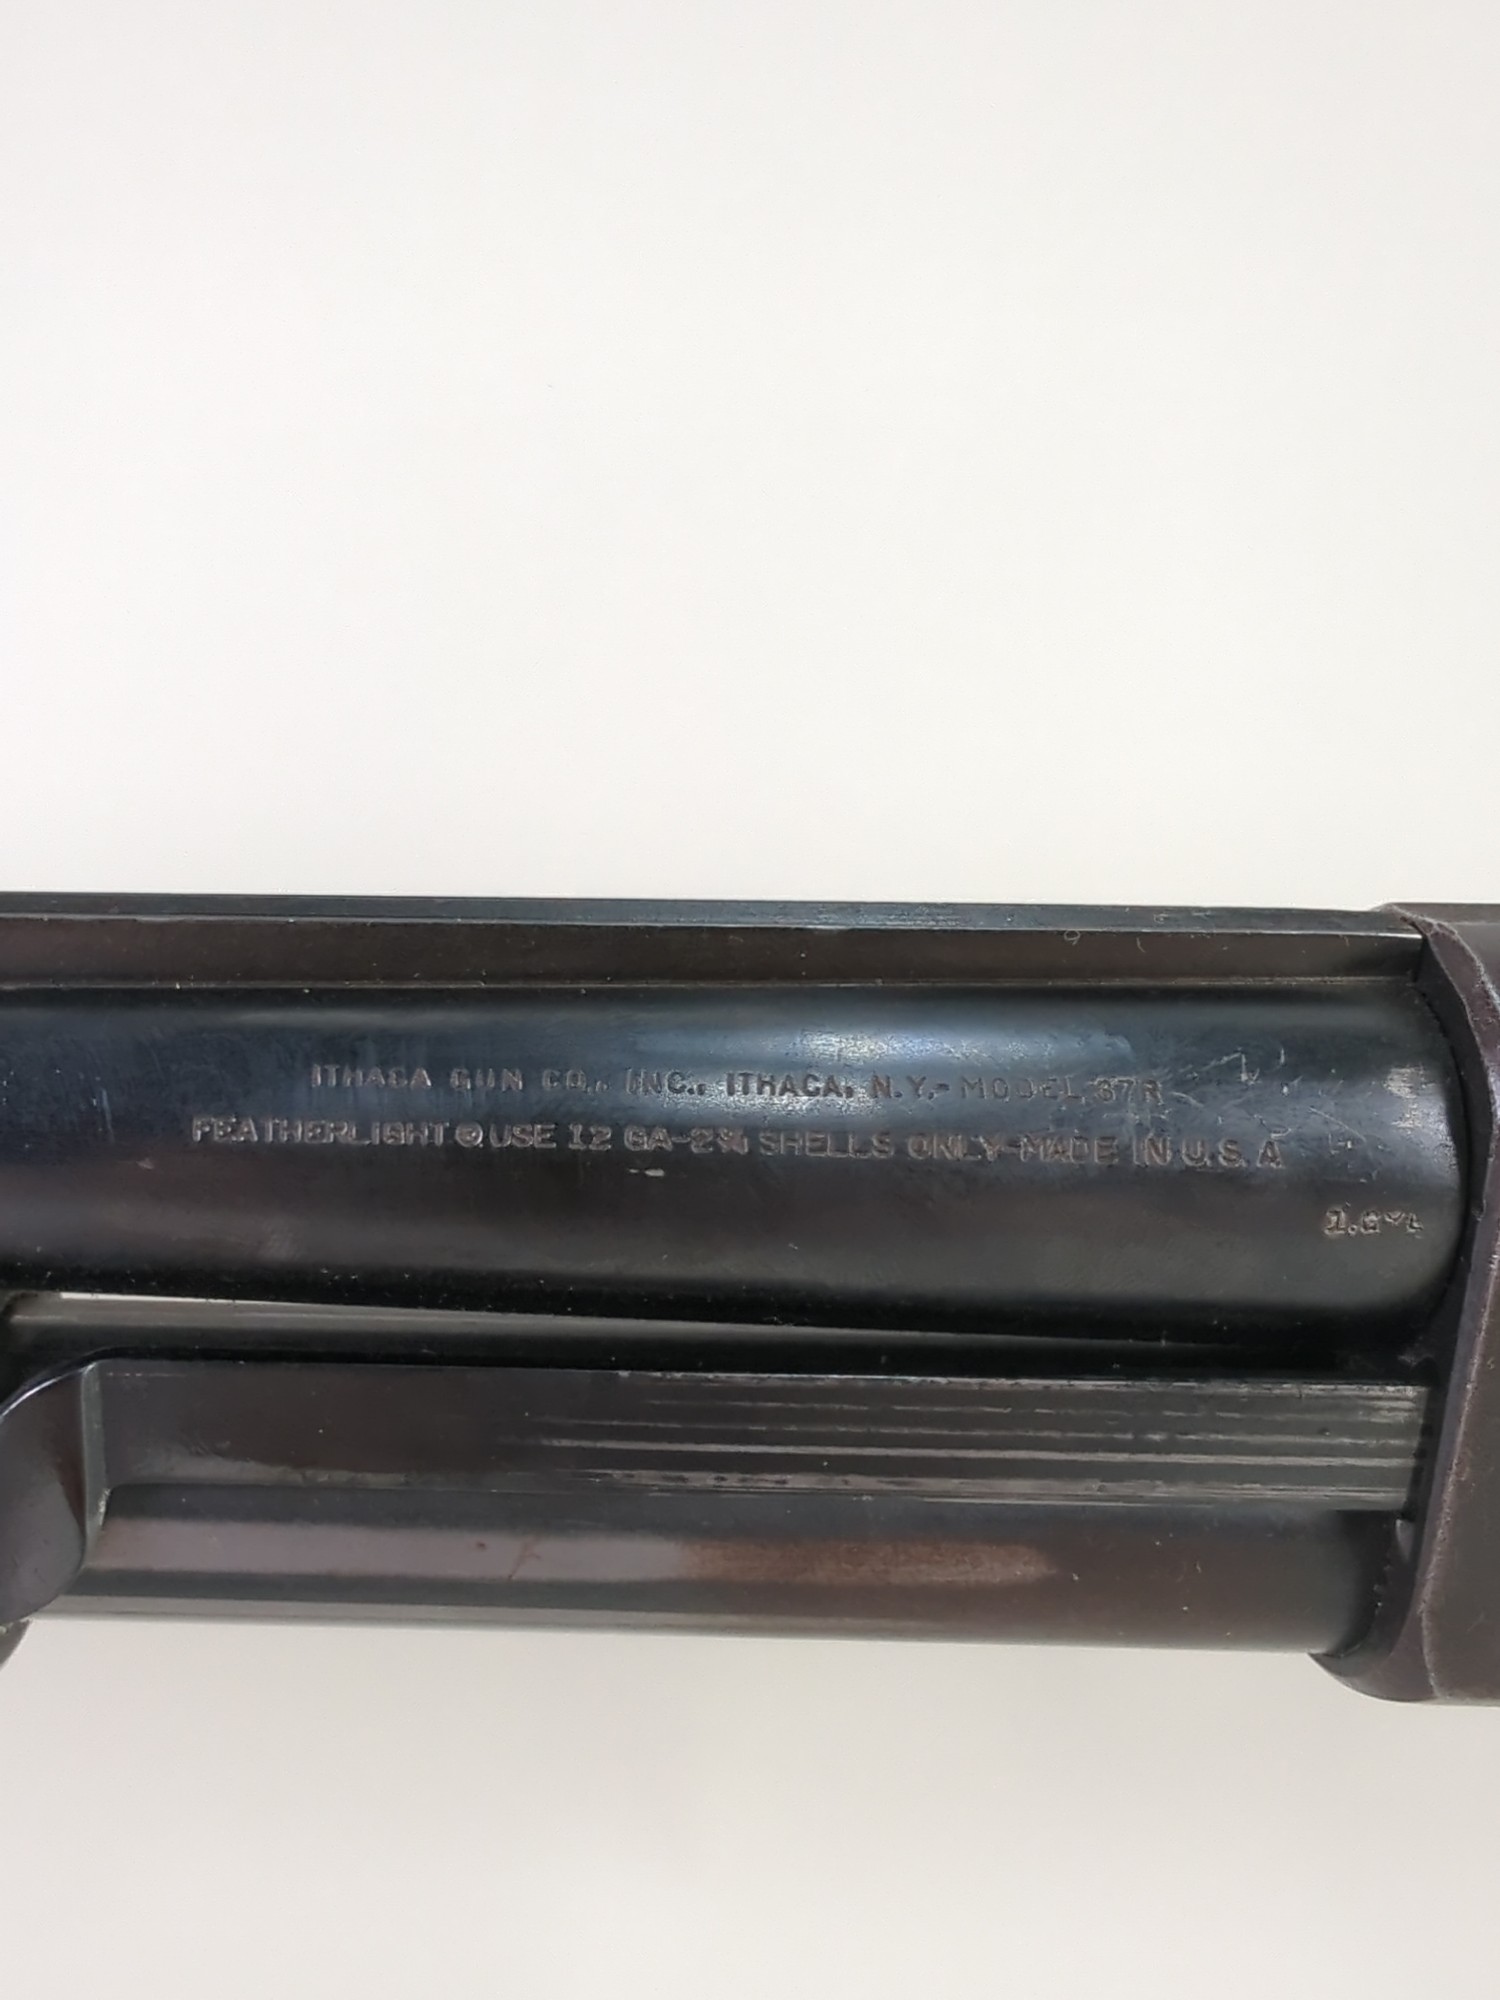 ITHACA GUN CO., INC., ITHACA, N.Y.-MODEL 37R
FEATHERLIGHT ® USE 12 GA-2¾ SHELLS ONLY-MADE IN U.S.A